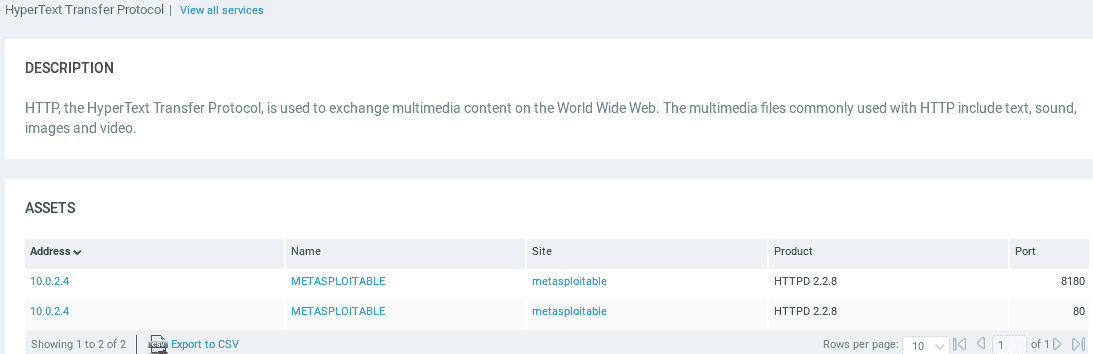 HyperText Transfer Protocol | View all services
DESCRIPTION
HTTP, the HyperText Transfer Protocol, is used to exchange multimedia content on the World Wide Web. The multimedia files commonly used with HTTP include text, sound,
images and video.
ASSETS
Address Name Site Product Port
10.0.2.4 METASPLOITABLE metasploitable HTTPD 2.2.8 8180
10.0.2.4 METASPLOITABLE metasploitable HTTPD 2.2.8 80
Showing 1 to 2 of 2 | CSV Export to CSV Rows per page: 10 1 of 1